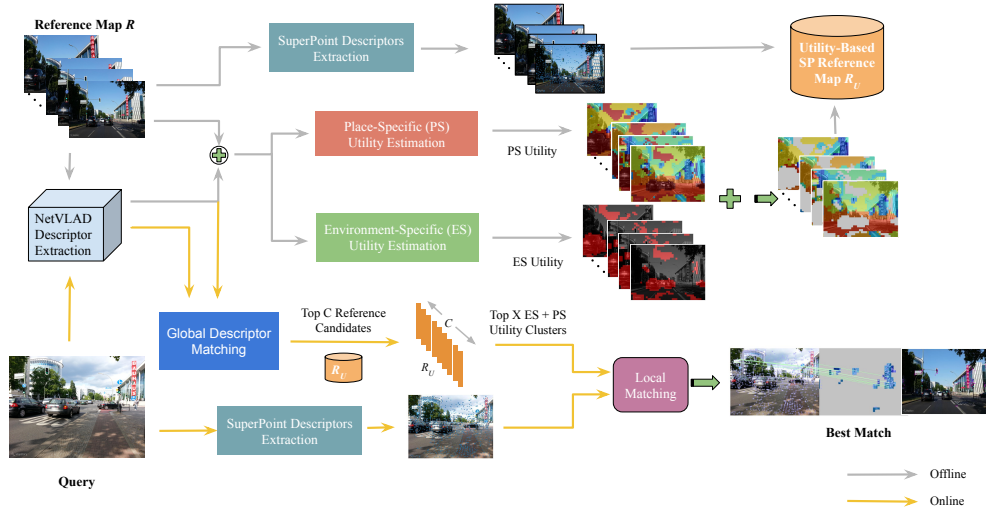 Reference Map R
SuperPoint Descriptors
Extraction
Utility-Based
SP Reference
Map R_U
Place-Specific (PS)
Utility Estimation
PS Utility
NetVLAD
Descriptor
Extraction
Environment-Specific (ES)
Utility Estimation
ES Utility
Global Descriptor
Matching
Top C Reference
Candidates
R_U
C
R_U
Top X ES + PS
Utility Clusters
Local
Matching
SuperPoint Descriptors
Extraction
Best Match
Query
Offline
Online